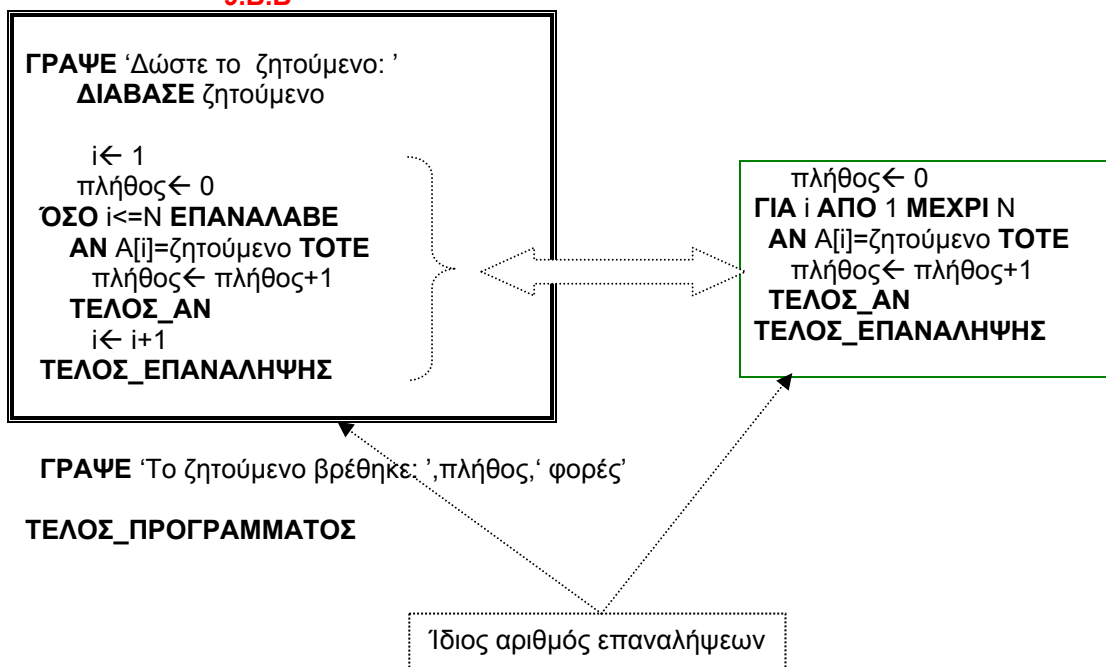 ΓΡΑΨΕ ‘Δώστε το ζητούμενο: ’
ΔΙΑΒΑΣΕ ζητούμενο
i← 1
πλήθος← 0
ΌΣΟ i<=N ΕΠΑΝΑΛΑΒΕ
ΑΝ Α[i]=ζητούμενο ΤΟΤΕ
πλήθος← πλήθος+1
ΤΕΛΟΣ_ΑΝ
i← i+1
ΤΕΛΟΣ_ΕΠΑΝΑΛΗΨΗΣ
πλήθος← 0
ΓΙΑ i ΑΠΟ 1 ΜΕΧΡΙ Ν
ΑΝ Α[i]=ζητούμενο ΤΟΤΕ
πλήθος← πλήθος+1
ΤΕΛΟΣ_ΑΝ
ΤΕΛΟΣ_ΕΠΑΝΑΛΗΨΗΣ
ΓΡΑΨΕ ‘Το ζητούμενο βρέθηκε: ’,πλήθος,‘ φορές’
ΤΕΛΟΣ_ΠΡΟΓΡΑΜΜΑΤΟΣ
Ίδιος αριθμός επαναλήψεων